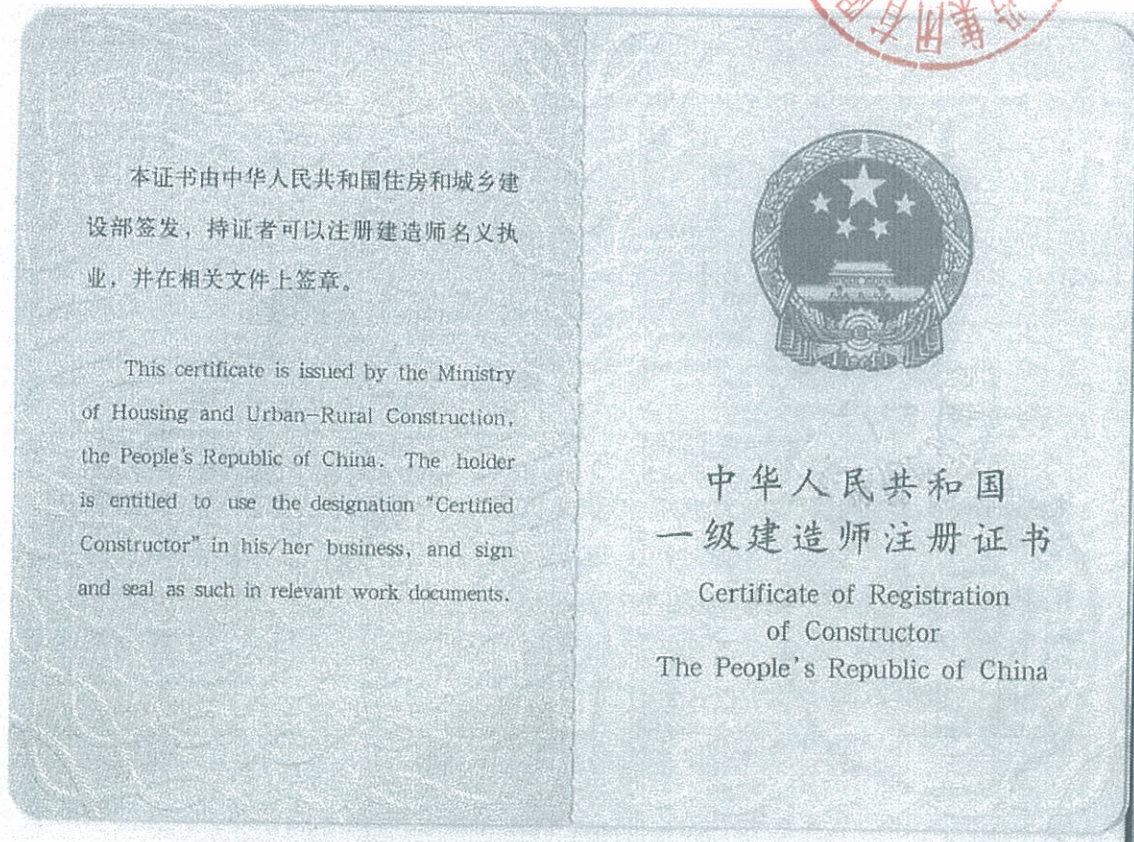 本证书由中华人民共和国住房和城乡建
设部签发，持证者可以注册建造师名义执
业，并在相关文件上签章。
This certificate is issued by the Ministry
of Housing and Urban-Rural Construction,
the People's Republic of China. The holder
is entitled to use the designation "Certified
Constructor" in his/her business, and sign
and seal as such in relevant work documents.
集团有限
中华人民共和国
一级建造师注册证书
Certificate of Registration
of Constructor
The People's Republic of China